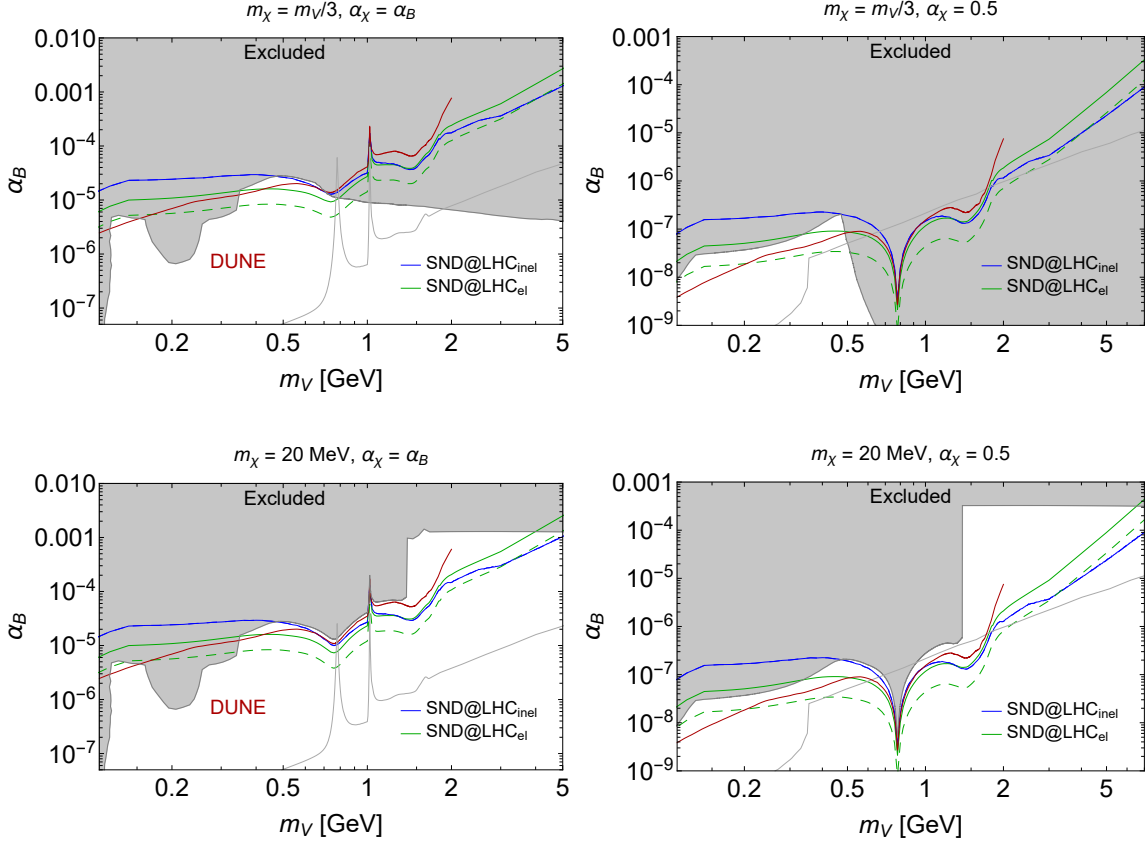 m_χ = m_V/3, α_χ = α_B
0.010
0.001
10⁻⁴
10⁻⁵
10⁻⁶
10⁻⁷
α_B
Excluded
DUNE
SND@LHC_inel
SND@LHC_el
0.2 0.5 1 2 5
m_V [GeV]
m_χ = m_V/3, α_χ = 0.5
0.001
10⁻⁴
10⁻⁵
10⁻⁶
10⁻⁷
10⁻⁸
10⁻⁹
α_B
Excluded
DUNE
SND@LHC_inel
SND@LHC_el
0.2 0.5 1 2 5
m_V [GeV]
m_χ = 20 MeV, α_χ = α_B
0.010
0.001
10⁻⁴
10⁻⁵
10⁻⁶
10⁻⁷
α_B
Excluded
DUNE
SND@LHC_inel
SND@LHC_el
0.2 0.5 1 2 5
m_V [GeV]
m_χ = 20 MeV, α_χ = 0.5
0.001
10⁻⁴
10⁻⁵
10⁻⁶
10⁻⁷
10⁻⁸
10⁻⁹
α_B
Excluded
SND@LHC_inel
SND@LHC_el
0.2 0.5 1 2 5
m_V [GeV]